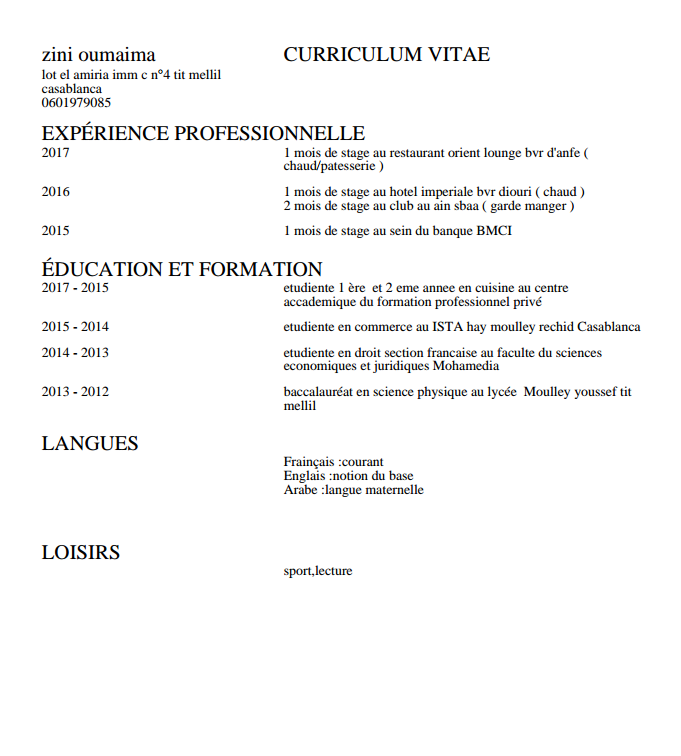 zini oumaima
CURRICULUM VITAE
lot el amiria imm c n°4 tit mellil
casablanca
0601979085
EXPÉRIENCE PROFESSIONNELLE
2017
1 mois de stage au restaurant orient lounge bvr d'anfe (
chaud/patesserie )
2016
1 mois de stage au hotel imperiale bvr diouri ( chaud )
2 mois de stage au club au ain sbaa ( garde manger )
2015
1 mois de stage au sein du banque BMCI
ÉDUCATION ET FORMATION
2017 - 2015
etudiente 1 ère  et 2 eme annee en cuisine au centre
accademique du formation professionnel privé
2015 - 2014
etudiente en commerce au ISTA hay moulley rechid Casablanca
2014 - 2013
etudiente en droit section francaise au faculte du sciences
economiques et juridiques Mohamedia
2013 - 2012
baccalauréat en science physique au lycée  Moulley youssef tit
mellil
LANGUES
Frainçais :courant
Englais :notion du base
Arabe :langue maternelle
LOISIRS
sport,lecture